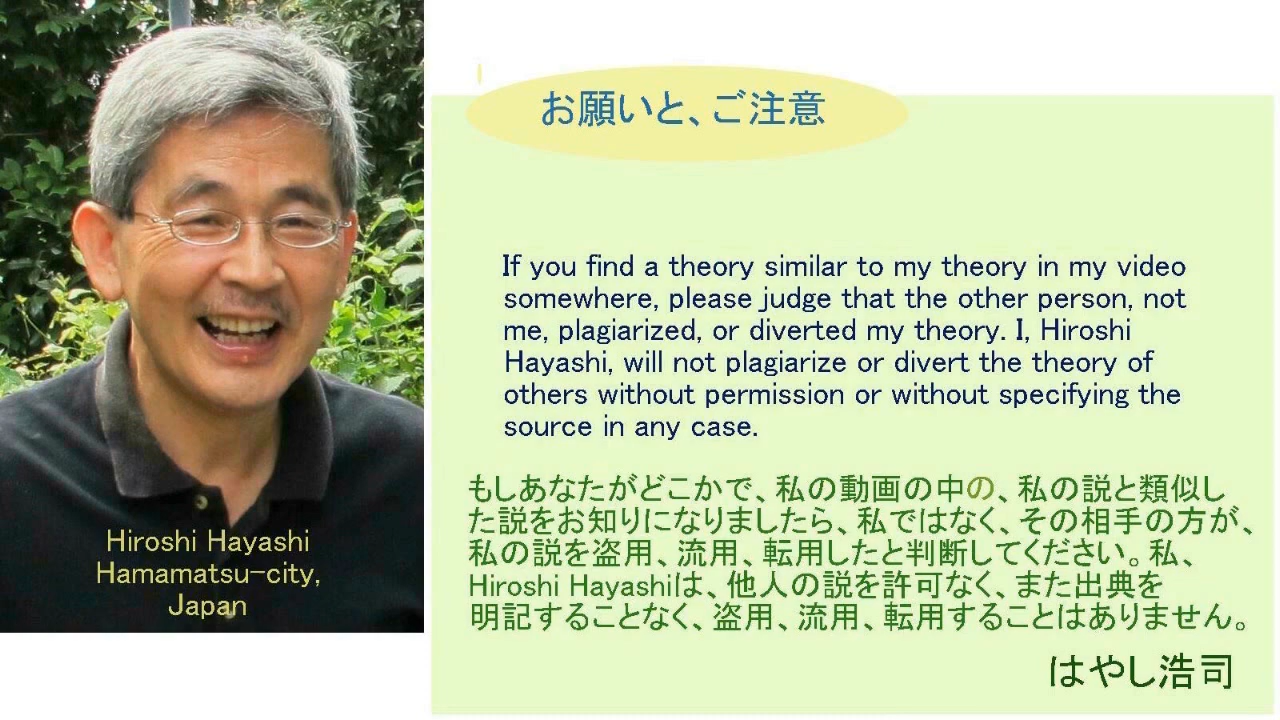 お願いと、ご注意
If you find a theory similar to my theory in my video
somewhere, please judge that the other person, not
me, plagiarized, or diverted my theory. I, Hiroshi
Hayashi, will not plagiarize or divert the theory of
others without permission or without specifying the
source in any case.
もしあなたがどこかで、私の動画の中の、私の説と類似し
た説をお知りになりましたら、私ではなく、その相手の方が、
私の説を盗用、流用、転用したと判断してください。私、
Hiroshi Hayashiは、他人の説を許可なく、また出典を
明記することなく、盗用、流用、転用することはありません。
はやし浩司
Hiroshi Hayashi
Hamamatsu-city,
Japan